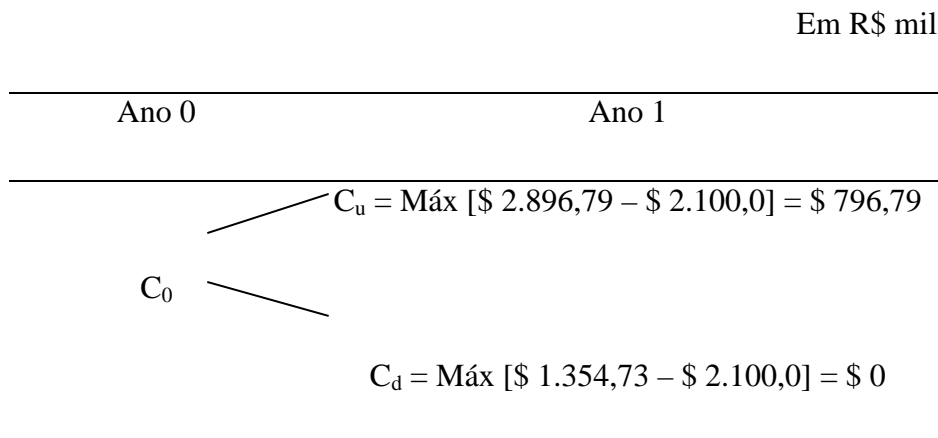 Em R$ mil
Ano 0 Ano 1
Cu = Máx [$ 2.896,79 – $ 2.100,0] = $ 796,79
C0
Cd = Máx [$ 1.354,73 – $ 2.100,0] = $ 0